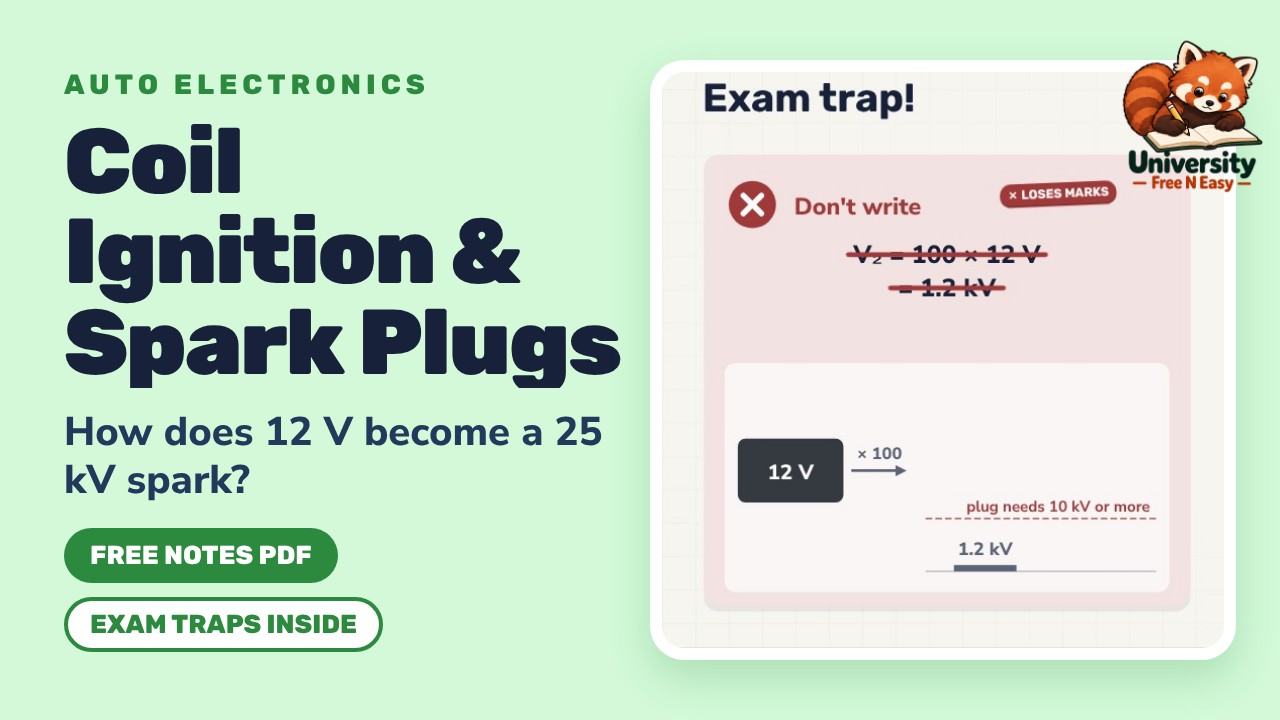 AUTO ELECTRONICS
Coil
Ignition &
Spark Plugs
How does 12 V become a 25
kV spark?
FREE NOTES PDF
EXAM TRAPS INSIDE
Exam trap!
Don't write
× LOSES MARKS
V₂ = 100 × 12 V
= 1.2 kV
12 V
× 100
plug needs 10 kV or more
1.2 kV
University
Free N Easy